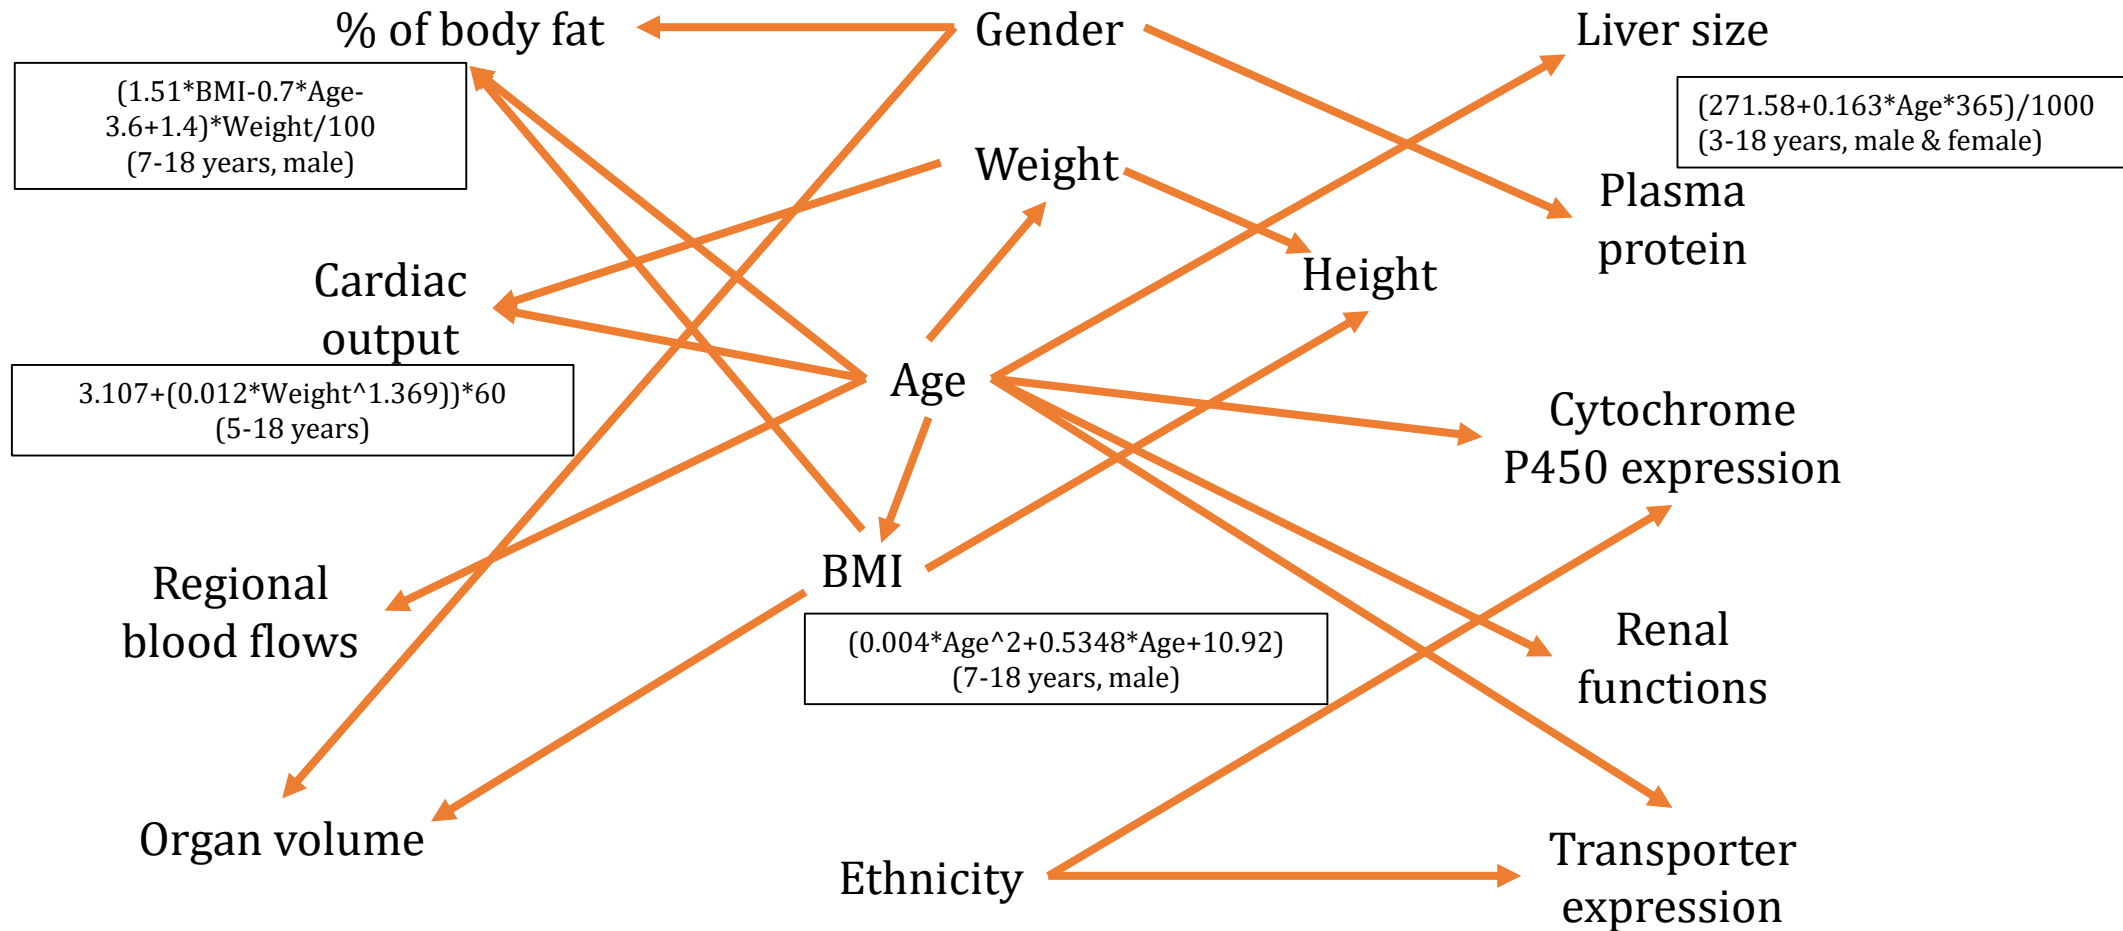 % of body fat
Gender
Liver size
(1.51*BMI-0.7*Age-
3.6+1.4)*Weight/100
(7-18 years, male)
(271.58+0.163*Age*365)/1000
(3-18 years, male & female)
Weight
Plasma
protein
Cardiac
output
Height
3.107+(0.012*Weight^1.369))*60
(5-18 years)
Age
Cytochrome
P450 expression
BMI
Regional
blood flows
(0.004*Age^2+0.5348*Age+10.92)
(7-18 years, male)
Renal
functions
Organ volume
Ethnicity
Transporter
expression